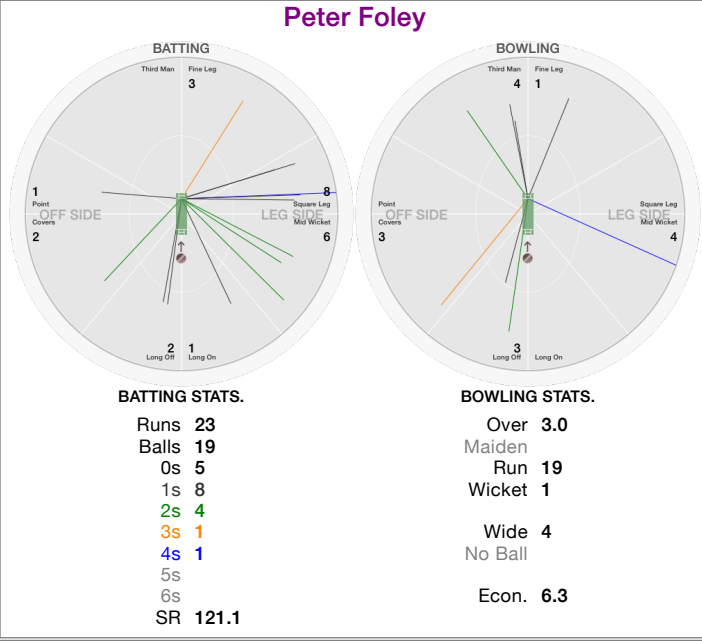 Peter Foley
BATTING
Third Man Fine Leg
3
1 8
Point Square Leg
OFF SIDE LEG SIDE
Covers Mid Wicket
2 6
2 1
Long Off Long On
BATTING STATS.
Runs 23
Balls 19
0s 5
1s 8
2s 4
3s 1
4s 1
5s
6s
SR 121.1
BOWLING
Third Man Fine Leg
4 1
Point Square Leg
OFF SIDE LEG SIDE
Covers Mid Wicket
3 4
3
Long Off Long On
BOWLING STATS.
Over 3.0
Maiden
Run 19
Wicket 1
Wide 4
No Ball
Econ. 6.3